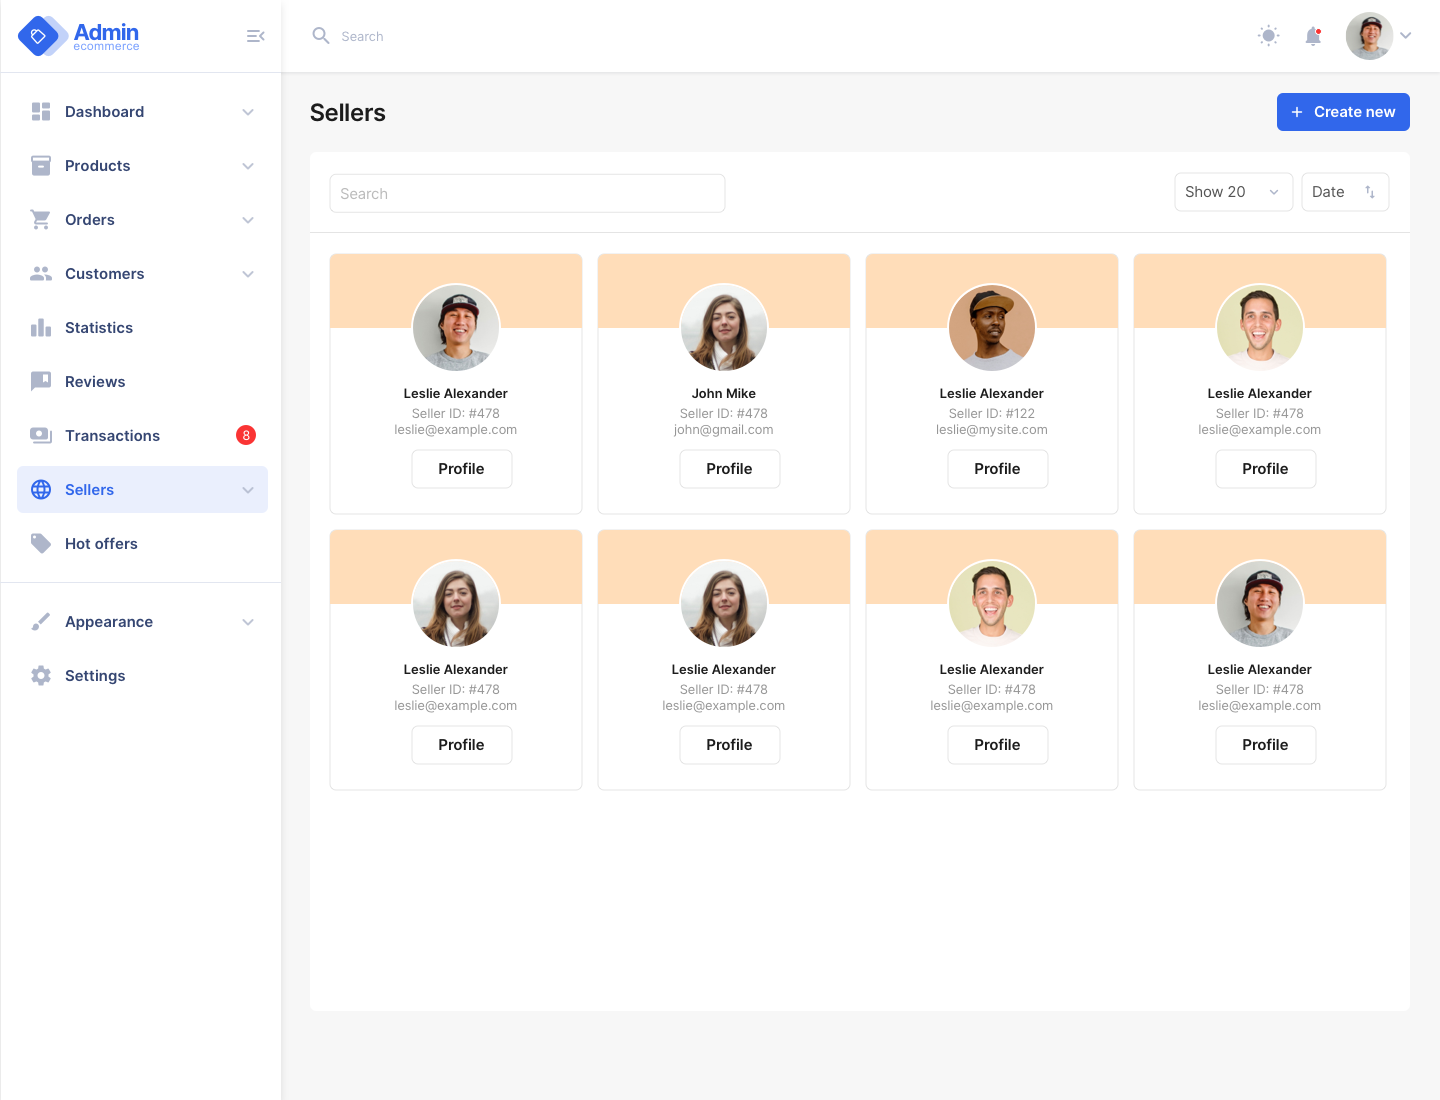 Admin
ecommerce
Search
Dashboard
Products
Orders
Customers
Statistics
Reviews
Transactions 8
Sellers
Hot offers
Appearance
Settings
Sellers
+ Create new
Search
Show 20
Date
Leslie Alexander
Seller ID: #478
leslie@example.com
Profile
John Mike
Seller ID: #478
john@gmail.com
Profile
Leslie Alexander
Seller ID: #122
leslie@mysite.com
Profile
Leslie Alexander
Seller ID: #478
leslie@example.com
Profile
Leslie Alexander
Seller ID: #478
leslie@example.com
Profile
Leslie Alexander
Seller ID: #478
leslie@example.com
Profile
Leslie Alexander
Seller ID: #478
leslie@example.com
Profile
Leslie Alexander
Seller ID: #478
leslie@example.com
Profile